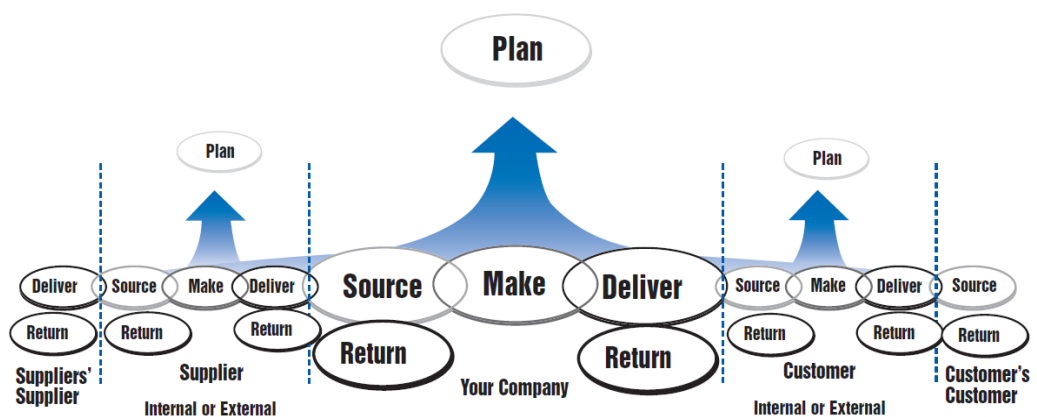 Plan
Plan
Plan
Deliver
Source
Make
Deliver
Source
Make
Deliver
Source
Make
Deliver
Source
Return
Return
Return
Return
Return
Return
Return
Return
Suppliers'
Supplier
Supplier
Internal or External
Your Company
Customer
Internal or External
Customer's
Customer